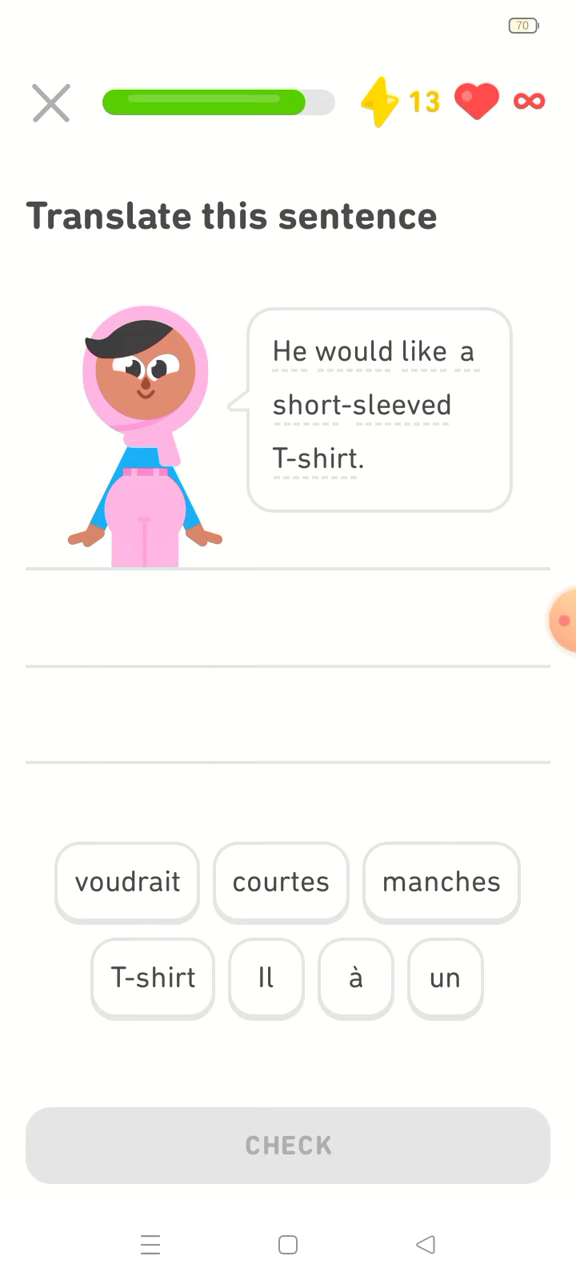 70
13 ∞
Translate this sentence
He would like a
short-sleeved
T-shirt.
voudrait courtes manches
T-shirt Il à un
CHECK